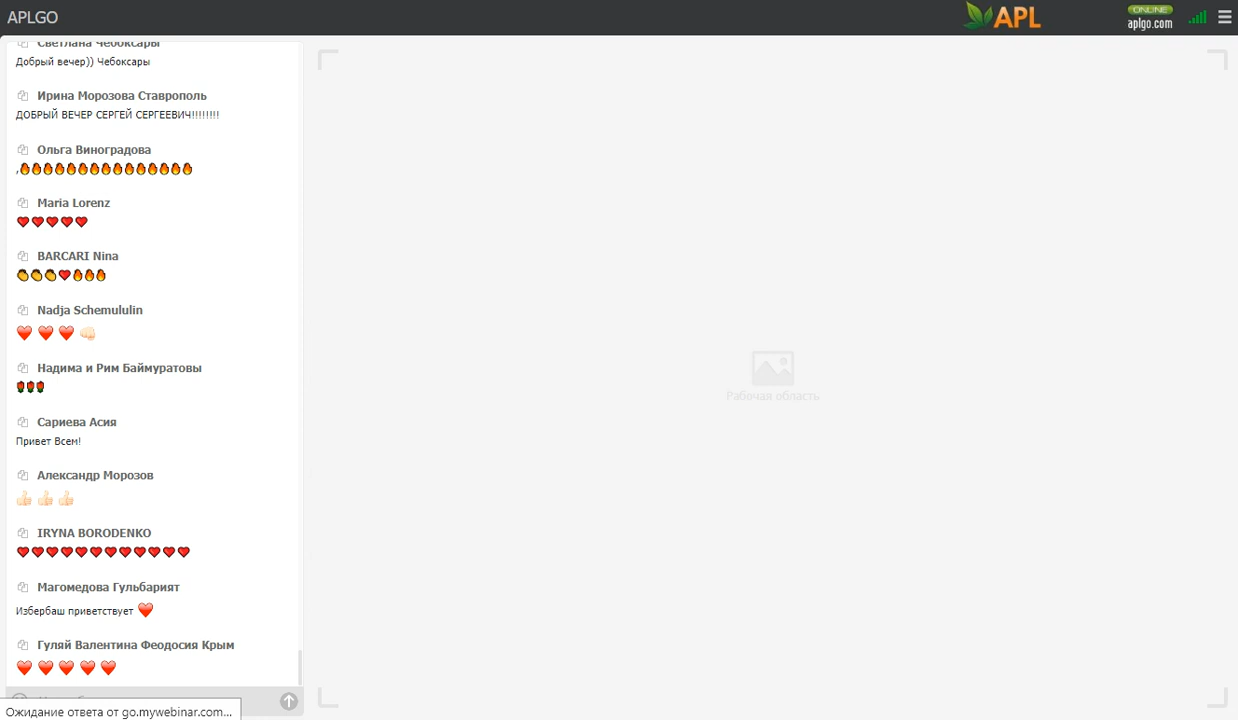 APLGO
APL
ONLINE
aplgo.com
Светлана Чебоксары
Добрый вечер)) Чебоксары
Ирина Морозова Ставрополь
ДОБРЫЙ ВЕЧЕР СЕРГЕЙ СЕРГЕЕВИЧ!!!!!!!!
Ольга Виноградова
,🔥🔥🔥🔥🔥🔥🔥🔥🔥🔥🔥🔥🔥🔥🔥
Maria Lorenz
BARCARI Nina
Nadja Schemululin
Надима и Рим Баймуратовы
Сариева Асия
Привет Всем!
Александр Морозов
IRYNA BORODENKO
Магомедова Гульбарият
Избербаш приветствует ❤
Гуляй Валентина Феодосия Крым
Рабочая область
Ожидание ответа от go.mywebinar.com...